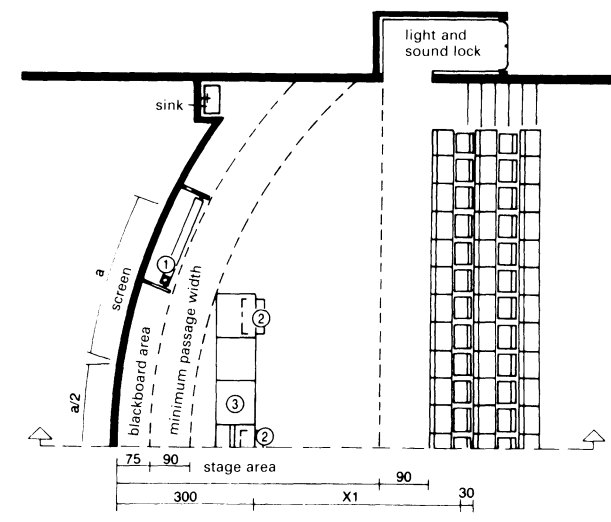 light and
sound lock
sink
a
screen
1
2
blackboard area
minimum passage width
a/2
3
2
75
90
stage area
90
300
X1
30